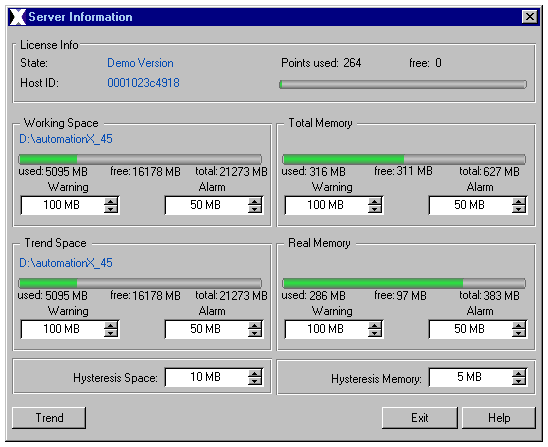 Server Information
License Info
State: Demo Version Points used: 264 free: 0
Host ID: 0001023c4918
Working Space Total Memory
D:\automationX_45
used: 5095 MB free: 16178 MB total: 21273 MB used: 316 MB free: 311 MB total: 627 MB
Warning Alarm Warning Alarm
100 MB 50 MB 100 MB 50 MB
Trend Space Real Memory
D:\automationX_45
used: 5095 MB free: 16178 MB total: 21273 MB used: 286 MB free: 97 MB total: 383 MB
Warning Alarm Warning Alarm
100 MB 50 MB 100 MB 50 MB
Hysteresis Space: 10 MB Hysteresis Memory: 5 MB
Trend Exit Help